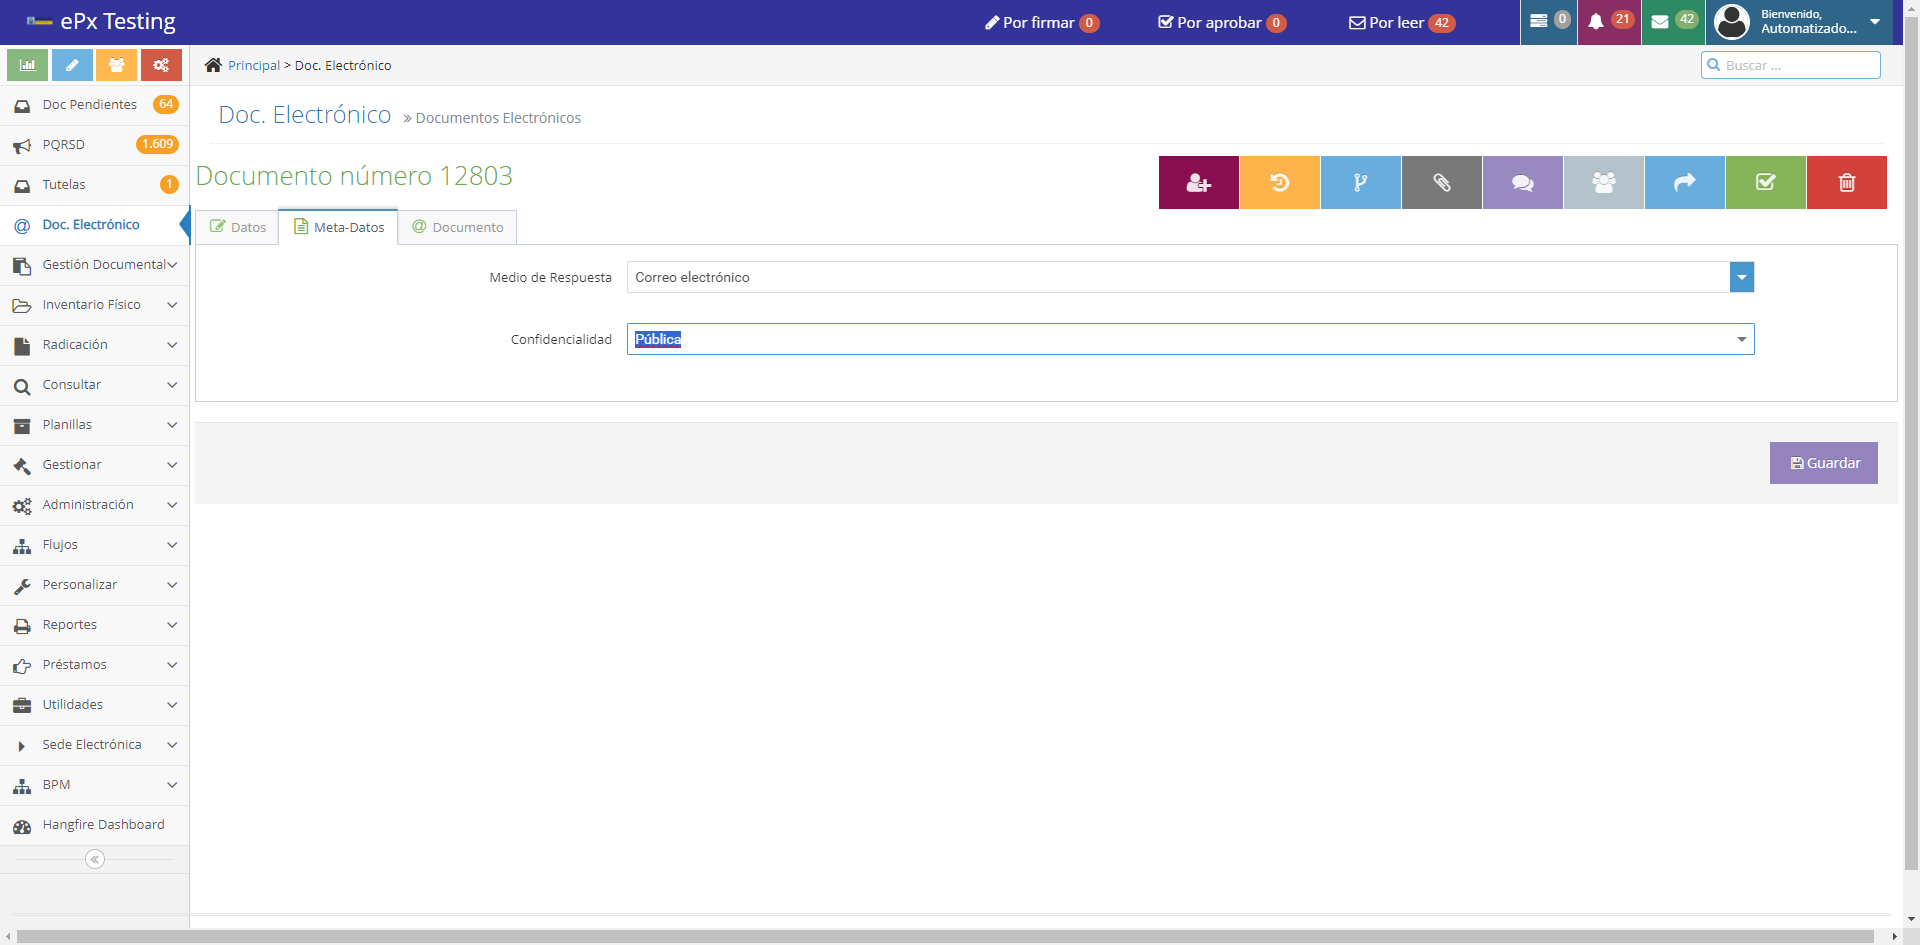 ePx Testing
Por firmar 0
Por aprobar 0
Por leer 42
0
21
42
Bienvenido,
Automatizado...
Principal > Doc. Electrónico
Buscar ...
Doc Pendientes 64
PQRSD 1.609
Tutelas 1
@ Doc. Electrónico
Gestión Documental
Inventario Físico
Radicación
Consultar
Planillas
Gestionar
Administración
Flujos
Personalizar
Reportes
Préstamos
Utilidades
Sede Electrónica
BPM
Hangfire Dashboard
Doc. Electrónico » Documentos Electrónicos
Documento número 12803
Datos
Meta-Datos
@ Documento
Medio de Respuesta Correo electrónico
Confidencialidad Pública
Guardar